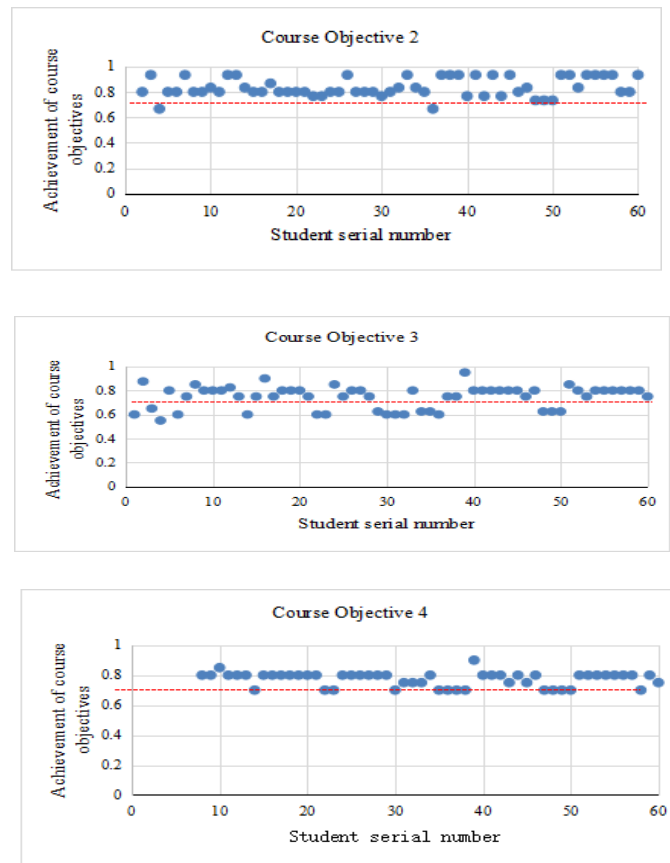 Course Objective 2
Achievement of course
objectives
1
0.8
0.6
0.4
0.2
0
0 10 20 30 40 50 60
Student serial number
Course Objective 3
Achievement of course
objectives
1
0.8
0.6
0.4
0.2
0
0 10 20 30 40 50 60
Student serial number
Course Objective 4
Achievement of course
objectives
1
0.8
0.6
0.4
0.2
0
0 10 20 30 40 50 60
Student serial number